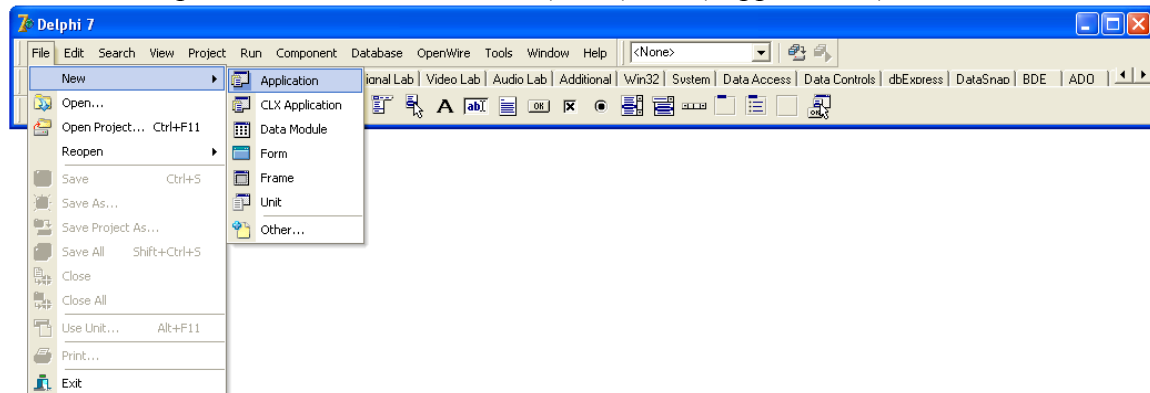 Delphi 7
File Edit Search View Project Run Component Database OpenWire Tools Window Help <None>
ional Lab Video Lab Audio Lab Additional Win32 System Data Access Data Controls dbExpress DataSnap BDE ADO
New
Open...
Open Project... Ctrl+F11
Reopen
Save Ctrl+S
Save As...
Save Project As...
Save All Shift+Ctrl+S
Close
Close All
Use Unit... Alt+F11
Print...
Exit
Application
CLX Application
Data Module
Form
Frame
Unit
Other...